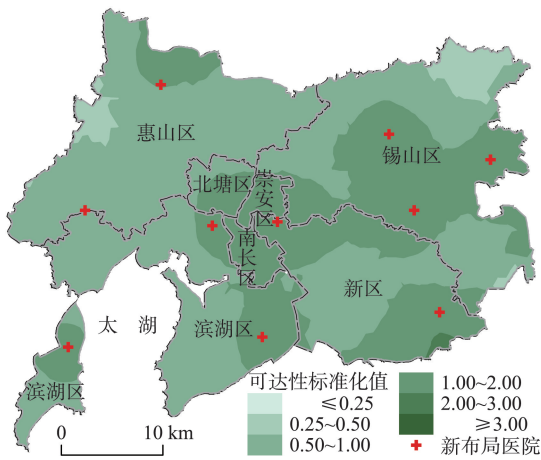 惠山区
锡山区
北塘区
崇安区
南长区
新区
太 湖
滨湖区
滨湖区
0 10 km
可达性标准化值
≤0.25
0.25~0.50
0.50~1.00
1.00~2.00
2.00~3.00
≥3.00
新布局医院